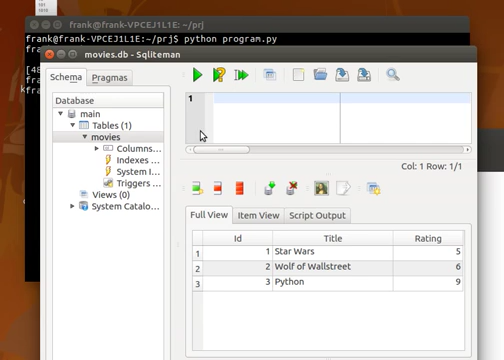 frank@frank-VPCEJ1L1E: ~/prj
frank@frank-VPCEJ1L1E:~/prj$ python program.py
movies.db - Sqliteman
[48
Schema Pragmas
Database
main
Tables (1)
movies
Columns...
Indexes ...
System I...
Triggers ...
Views (0)
System Catalo...
1
Col: 1 Row: 1/1
Full View Item View Script Output
Id Title Rating
1 1 Star Wars 5
2 2 Wolf of Wallstreet 6
3 3 Python 9